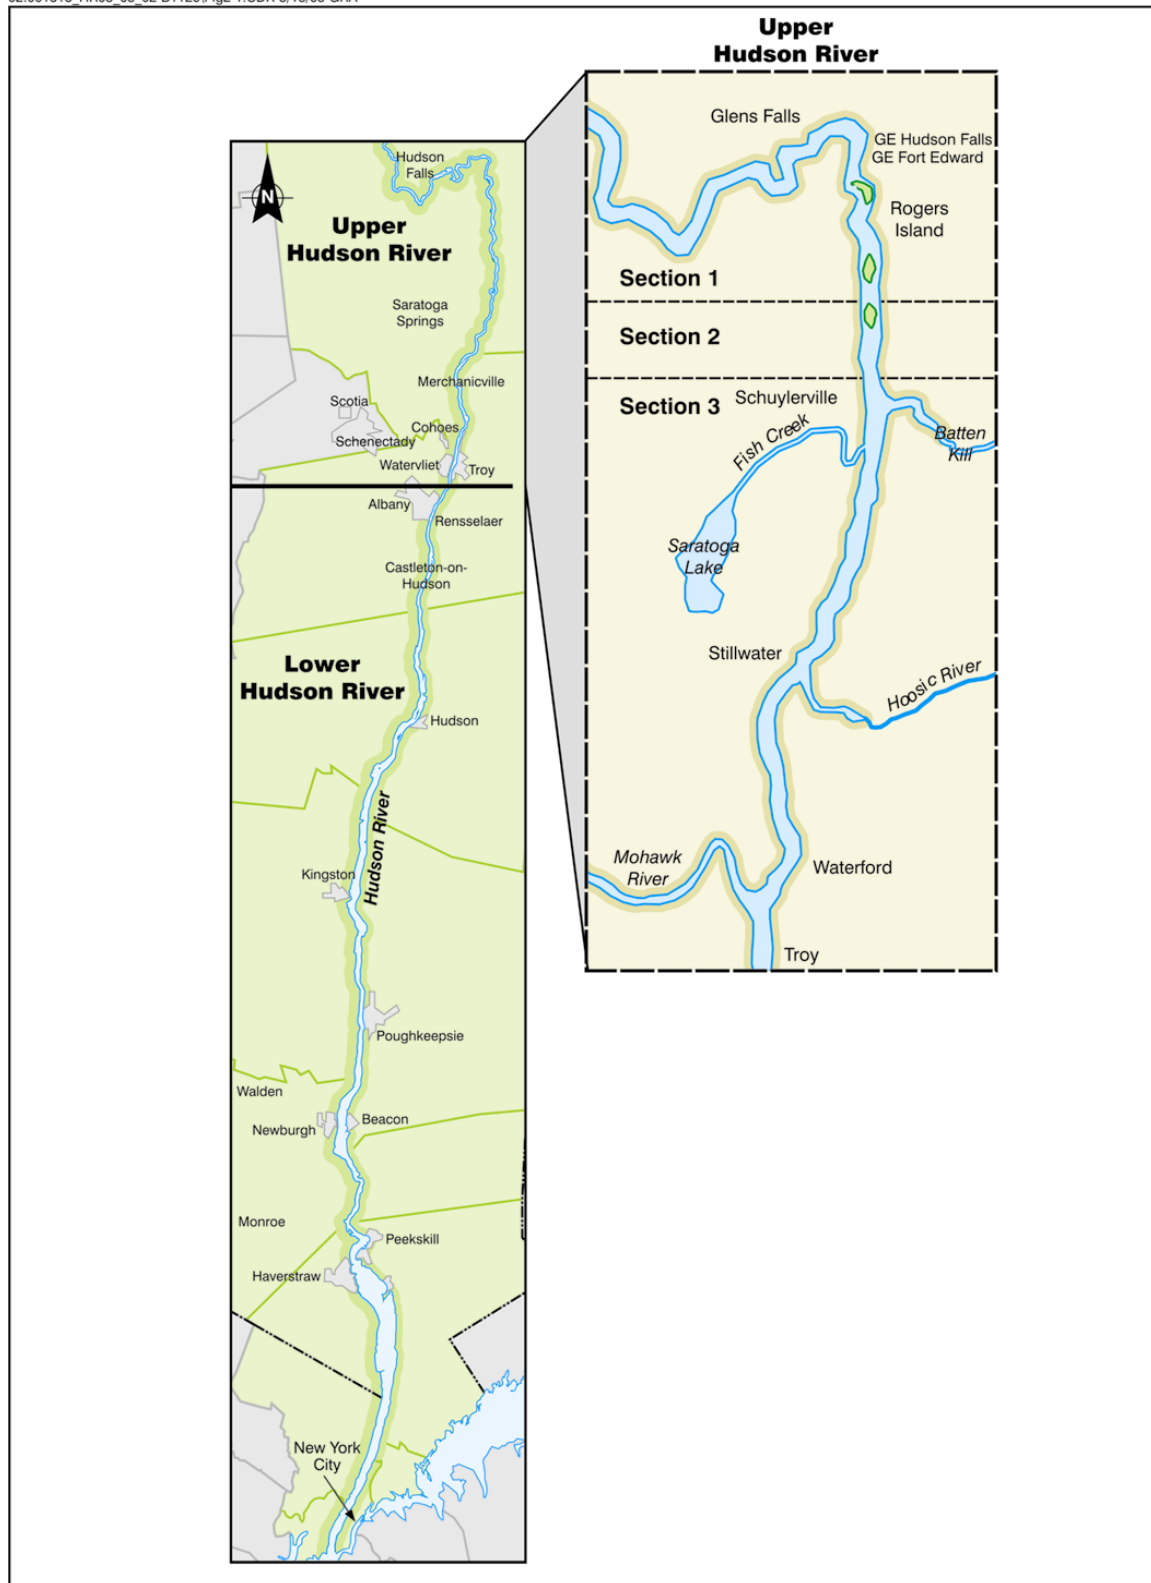 Upper
Hudson River
Glens Falls
GE Hudson Falls
GE Fort Edward
Rogers
Island
Section 1
Section 2
Section 3
Schuylerville
Fish Creek
Batten
Kill
Saratoga
Lake
Stillwater
Hoosic River
Mohawk
River
Waterford
Troy
N
Hudson
Falls
Upper
Hudson River
Saratoga
Springs
Merchanicville
Scotia
Cohoes
Schenectady
Watervliet
Troy
Albany
Rensselaer
Castleton-on-
Hudson
Lower
Hudson River
Hudson
Hudson River
Kingston
Poughkeepsie
Walden
Beacon
Newburgh
Monroe
Peekskill
Haverstraw
New York
City